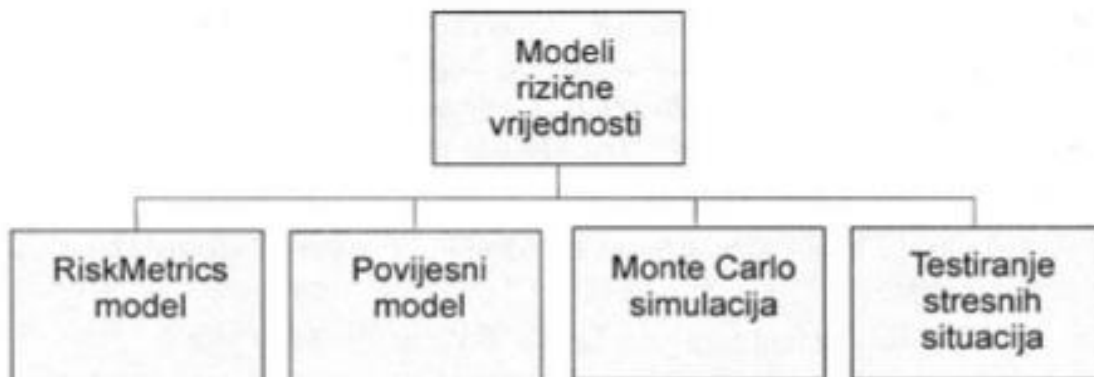 Modeli
rizične
vrijednosti
RiskMetrics
model
Povijesni
model
Monte Carlo
simulacija
Testiranje
stresnih
situacija